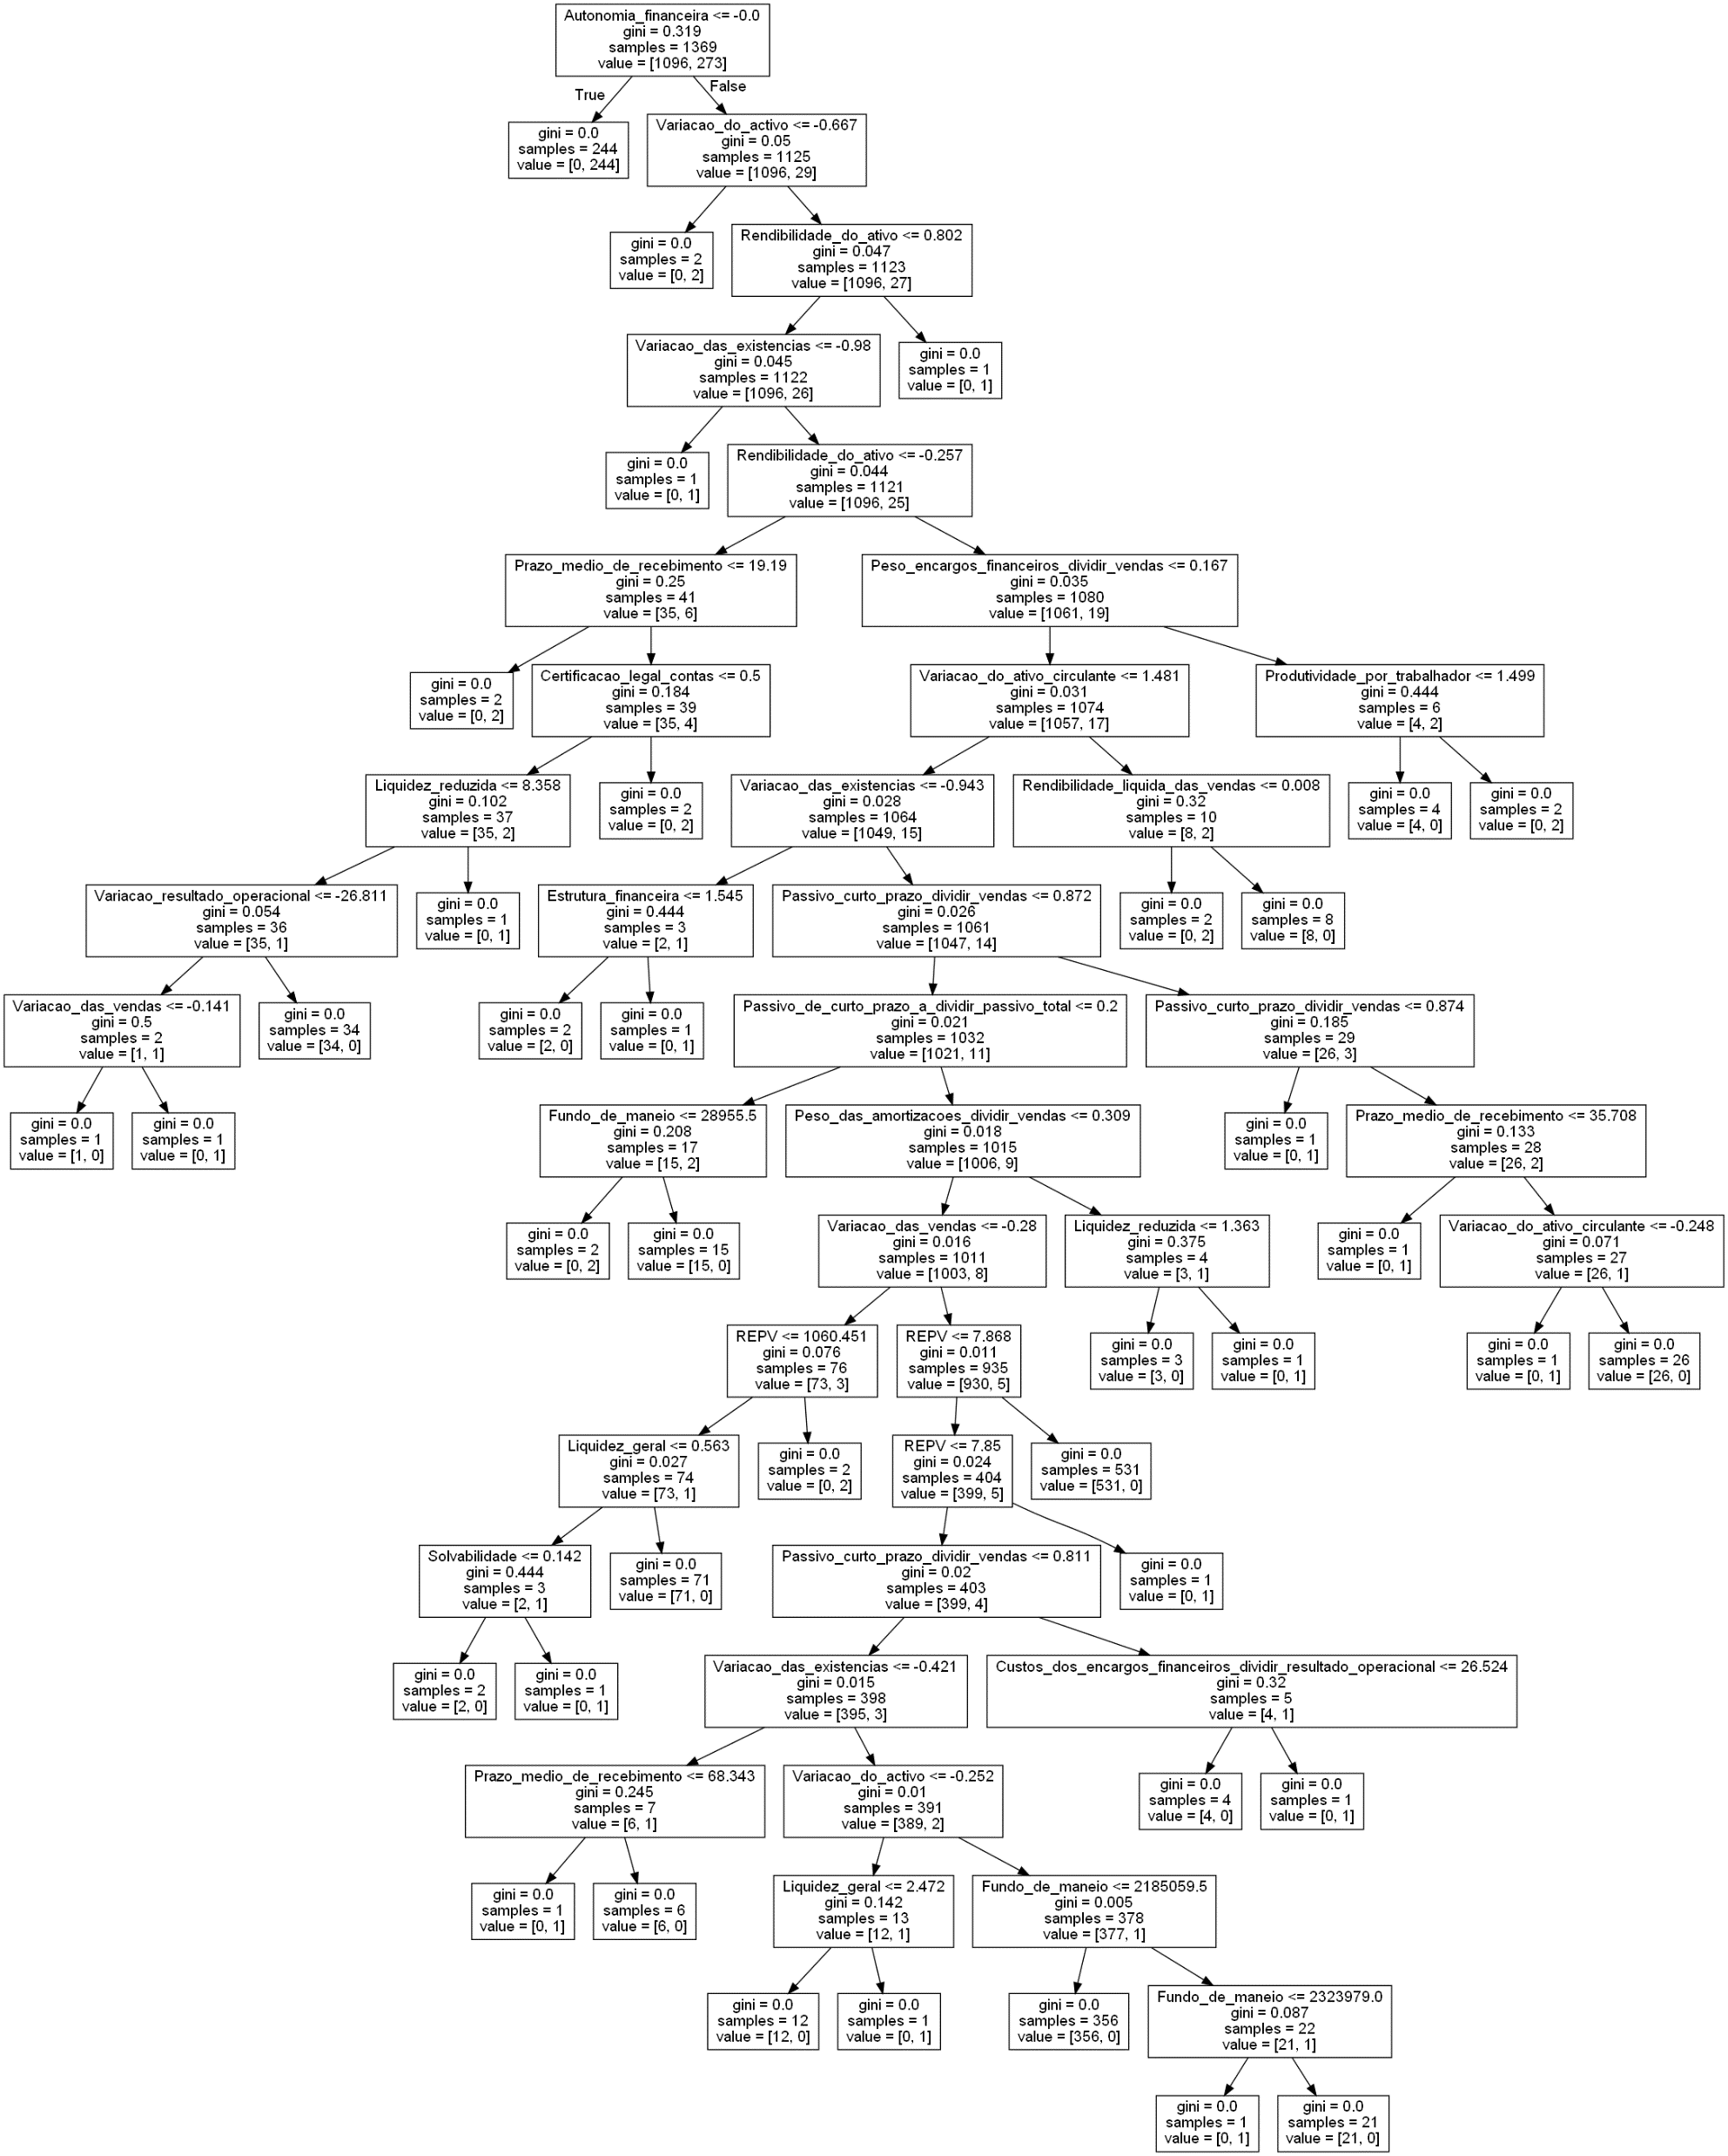 Autonomia_financeira <= -0.0
gini = 0.319
samples = 1369
value = [1096, 273]
True
False
gini = 0.0
samples = 244
value = [0, 244]
Variacao_do_activo <= -0.667
gini = 0.05
samples = 1125
value = [1096, 29]
gini = 0.0
samples = 2
value = [0, 2]
Rendibilidade_do_ativo <= 0.802
gini = 0.047
samples = 1123
value = [1096, 27]
Variacao_das_existencias <= -0.98
gini = 0.045
samples = 1122
value = [1096, 26]
gini = 0.0
samples = 1
value = [0, 1]
gini = 0.0
samples = 1
value = [0, 1]
Rendibilidade_do_ativo <= -0.257
gini = 0.044
samples = 1121
value = [1096, 25]
Prazo_medio_de_recebimento <= 19.19
gini = 0.25
samples = 41
value = [35, 6]
Peso_encargos_financeiros_dividir_vendas <= 0.167
gini = 0.035
samples = 1080
value = [1061, 19]
gini = 0.0
samples = 2
value = [0, 2]
Certificacao_legal_contas <= 0.5
gini = 0.184
samples = 39
value = [35, 4]
Variacao_do_ativo_circulante <= 1.481
gini = 0.031
samples = 1074
value = [1057, 17]
Produtividade_por_trabalhador <= 1.499
gini = 0.444
samples = 6
value = [4, 2]
Liquidez_reduzida <= 8.358
gini = 0.102
samples = 37
value = [35, 2]
gini = 0.0
samples = 2
value = [0, 2]
Variacao_das_existencias <= -0.943
gini = 0.028
samples = 1064
value = [1049, 15]
Rendibilidade_liquida_das_vendas <= 0.008
gini = 0.32
samples = 10
value = [8, 2]
gini = 0.0
samples = 4
value = [4, 0]
gini = 0.0
samples = 2
value = [0, 2]
Variacao_resultado_operacional <= -26.811
gini = 0.054
samples = 36
value = [35, 1]
gini = 0.0
samples = 1
value = [0, 1]
Estrutura_financeira <= 1.545
gini = 0.444
samples = 3
value = [2, 1]
Passivo_curto_prazo_dividir_vendas <= 0.872
gini = 0.026
samples = 1061
value = [1047, 14]
gini = 0.0
samples = 2
value = [0, 2]
gini = 0.0
samples = 8
value = [8, 0]
Variacao_das_vendas <= -0.141
gini = 0.5
samples = 2
value = [1, 1]
gini = 0.0
samples = 34
value = [34, 0]
gini = 0.0
samples = 2
value = [2, 0]
gini = 0.0
samples = 1
value = [0, 1]
Passivo_de_curto_prazo_a_dividir_passivo_total <= 0.2
gini = 0.021
samples = 1032
value = [1021, 11]
Passivo_curto_prazo_dividir_vendas <= 0.874
gini = 0.185
samples = 29
value = [26, 3]
gini = 0.0
samples = 1
value = [1, 0]
gini = 0.0
samples = 1
value = [0, 1]
Fundo_de_maneio <= 28955.5
gini = 0.208
samples = 17
value = [15, 2]
Peso_das_amortizacoes_dividir_vendas <= 0.309
gini = 0.018
samples = 1015
value = [1006, 9]
gini = 0.0
samples = 1
value = [0, 1]
Prazo_medio_de_recebimento <= 35.708
gini = 0.133
samples = 28
value = [26, 2]
gini = 0.0
samples = 2
value = [0, 2]
gini = 0.0
samples = 15
value = [15, 0]
Variacao_das_vendas <= -0.28
gini = 0.016
samples = 1011
value = [1003, 8]
Liquidez_reduzida <= 1.363
gini = 0.375
samples = 4
value = [3, 1]
gini = 0.0
samples = 1
value = [0, 1]
Variacao_do_ativo_circulante <= -0.248
gini = 0.071
samples = 27
value = [26, 1]
REPV <= 1060.451
gini = 0.076
samples = 76
value = [73, 3]
REPV <= 7.868
gini = 0.011
samples = 935
value = [930, 5]
gini = 0.0
samples = 3
value = [3, 0]
gini = 0.0
samples = 1
value = [0, 1]
gini = 0.0
samples = 1
value = [0, 1]
gini = 0.0
samples = 26
value = [26, 0]
Liquidez_geral <= 0.563
gini = 0.027
samples = 74
value = [73, 1]
gini = 0.0
samples = 2
value = [0, 2]
REPV <= 7.85
gini = 0.024
samples = 404
value = [399, 5]
gini = 0.0
samples = 531
value = [531, 0]
Solvabilidade <= 0.142
gini = 0.444
samples = 3
value = [2, 1]
gini = 0.0
samples = 71
value = [71, 0]
Passivo_curto_prazo_dividir_vendas <= 0.811
gini = 0.02
samples = 403
value = [399, 4]
gini = 0.0
samples = 1
value = [0, 1]
gini = 0.0
samples = 2
value = [2, 0]
gini = 0.0
samples = 1
value = [0, 1]
Variacao_das_existencias <= -0.421
gini = 0.015
samples = 398
value = [395, 3]
Custos_dos_encargos_financeiros_dividir_resultado_operacional <= 26.524
gini = 0.32
samples = 5
value = [4, 1]
Prazo_medio_de_recebimento <= 68.343
gini = 0.245
samples = 7
value = [6, 1]
Variacao_do_activo <= -0.252
gini = 0.01
samples = 391
value = [389, 2]
gini = 0.0
samples = 4
value = [4, 0]
gini = 0.0
samples = 1
value = [0, 1]
gini = 0.0
samples = 1
value = [0, 1]
gini = 0.0
samples = 6
value = [6, 0]
Liquidez_geral <= 2.472
gini = 0.142
samples = 13
value = [12, 1]
Fundo_de_maneio <= 2185059.5
gini = 0.005
samples = 378
value = [377, 1]
gini = 0.0
samples = 12
value = [12, 0]
gini = 0.0
samples = 1
value = [0, 1]
gini = 0.0
samples = 356
value = [356, 0]
Fundo_de_maneio <= 2323979.0
gini = 0.087
samples = 22
value = [21, 1]
gini = 0.0
samples = 1
value = [0, 1]
gini = 0.0
samples = 21
value = [21, 0]